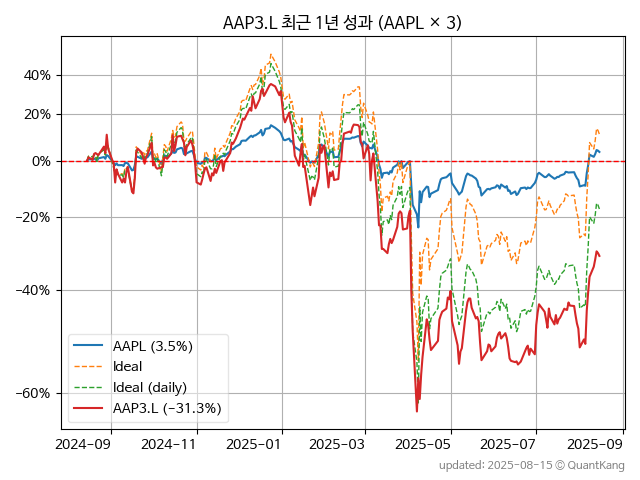 AAP3.L 최근 1년 성과 (AAPL × 3)
40%
20%
0%
−20%
−40%
−60%
AAPL (3.5%)
Ideal
Ideal (daily)
AAP3.L (−31.3%)
2024-09
2024-11
2025-01
2025-03
2025-05
2025-07
2025-09
updated: 2025-08-15 © QuantKang